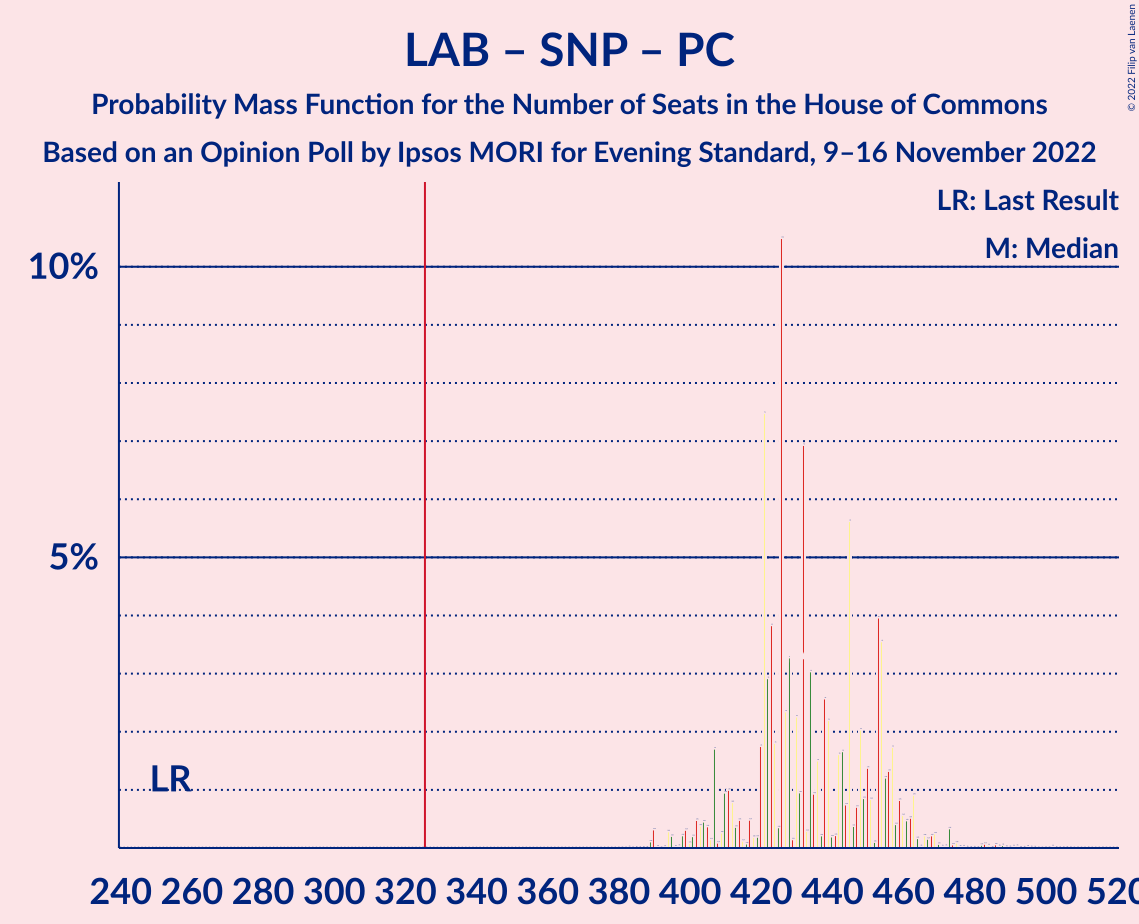 LAB – SNP – PC
Probability Mass Function for the Number of Seats in the House of Commons
Based on an Opinion Poll by Ipsos MORI for Evening Standard, 9–16 November 2022
© 2022 Filip van Laenen
LR: Last Result
M: Median
10%
5%
LR
240 260 280 300 320 340 360 380 400 420 440 460 480 500 520